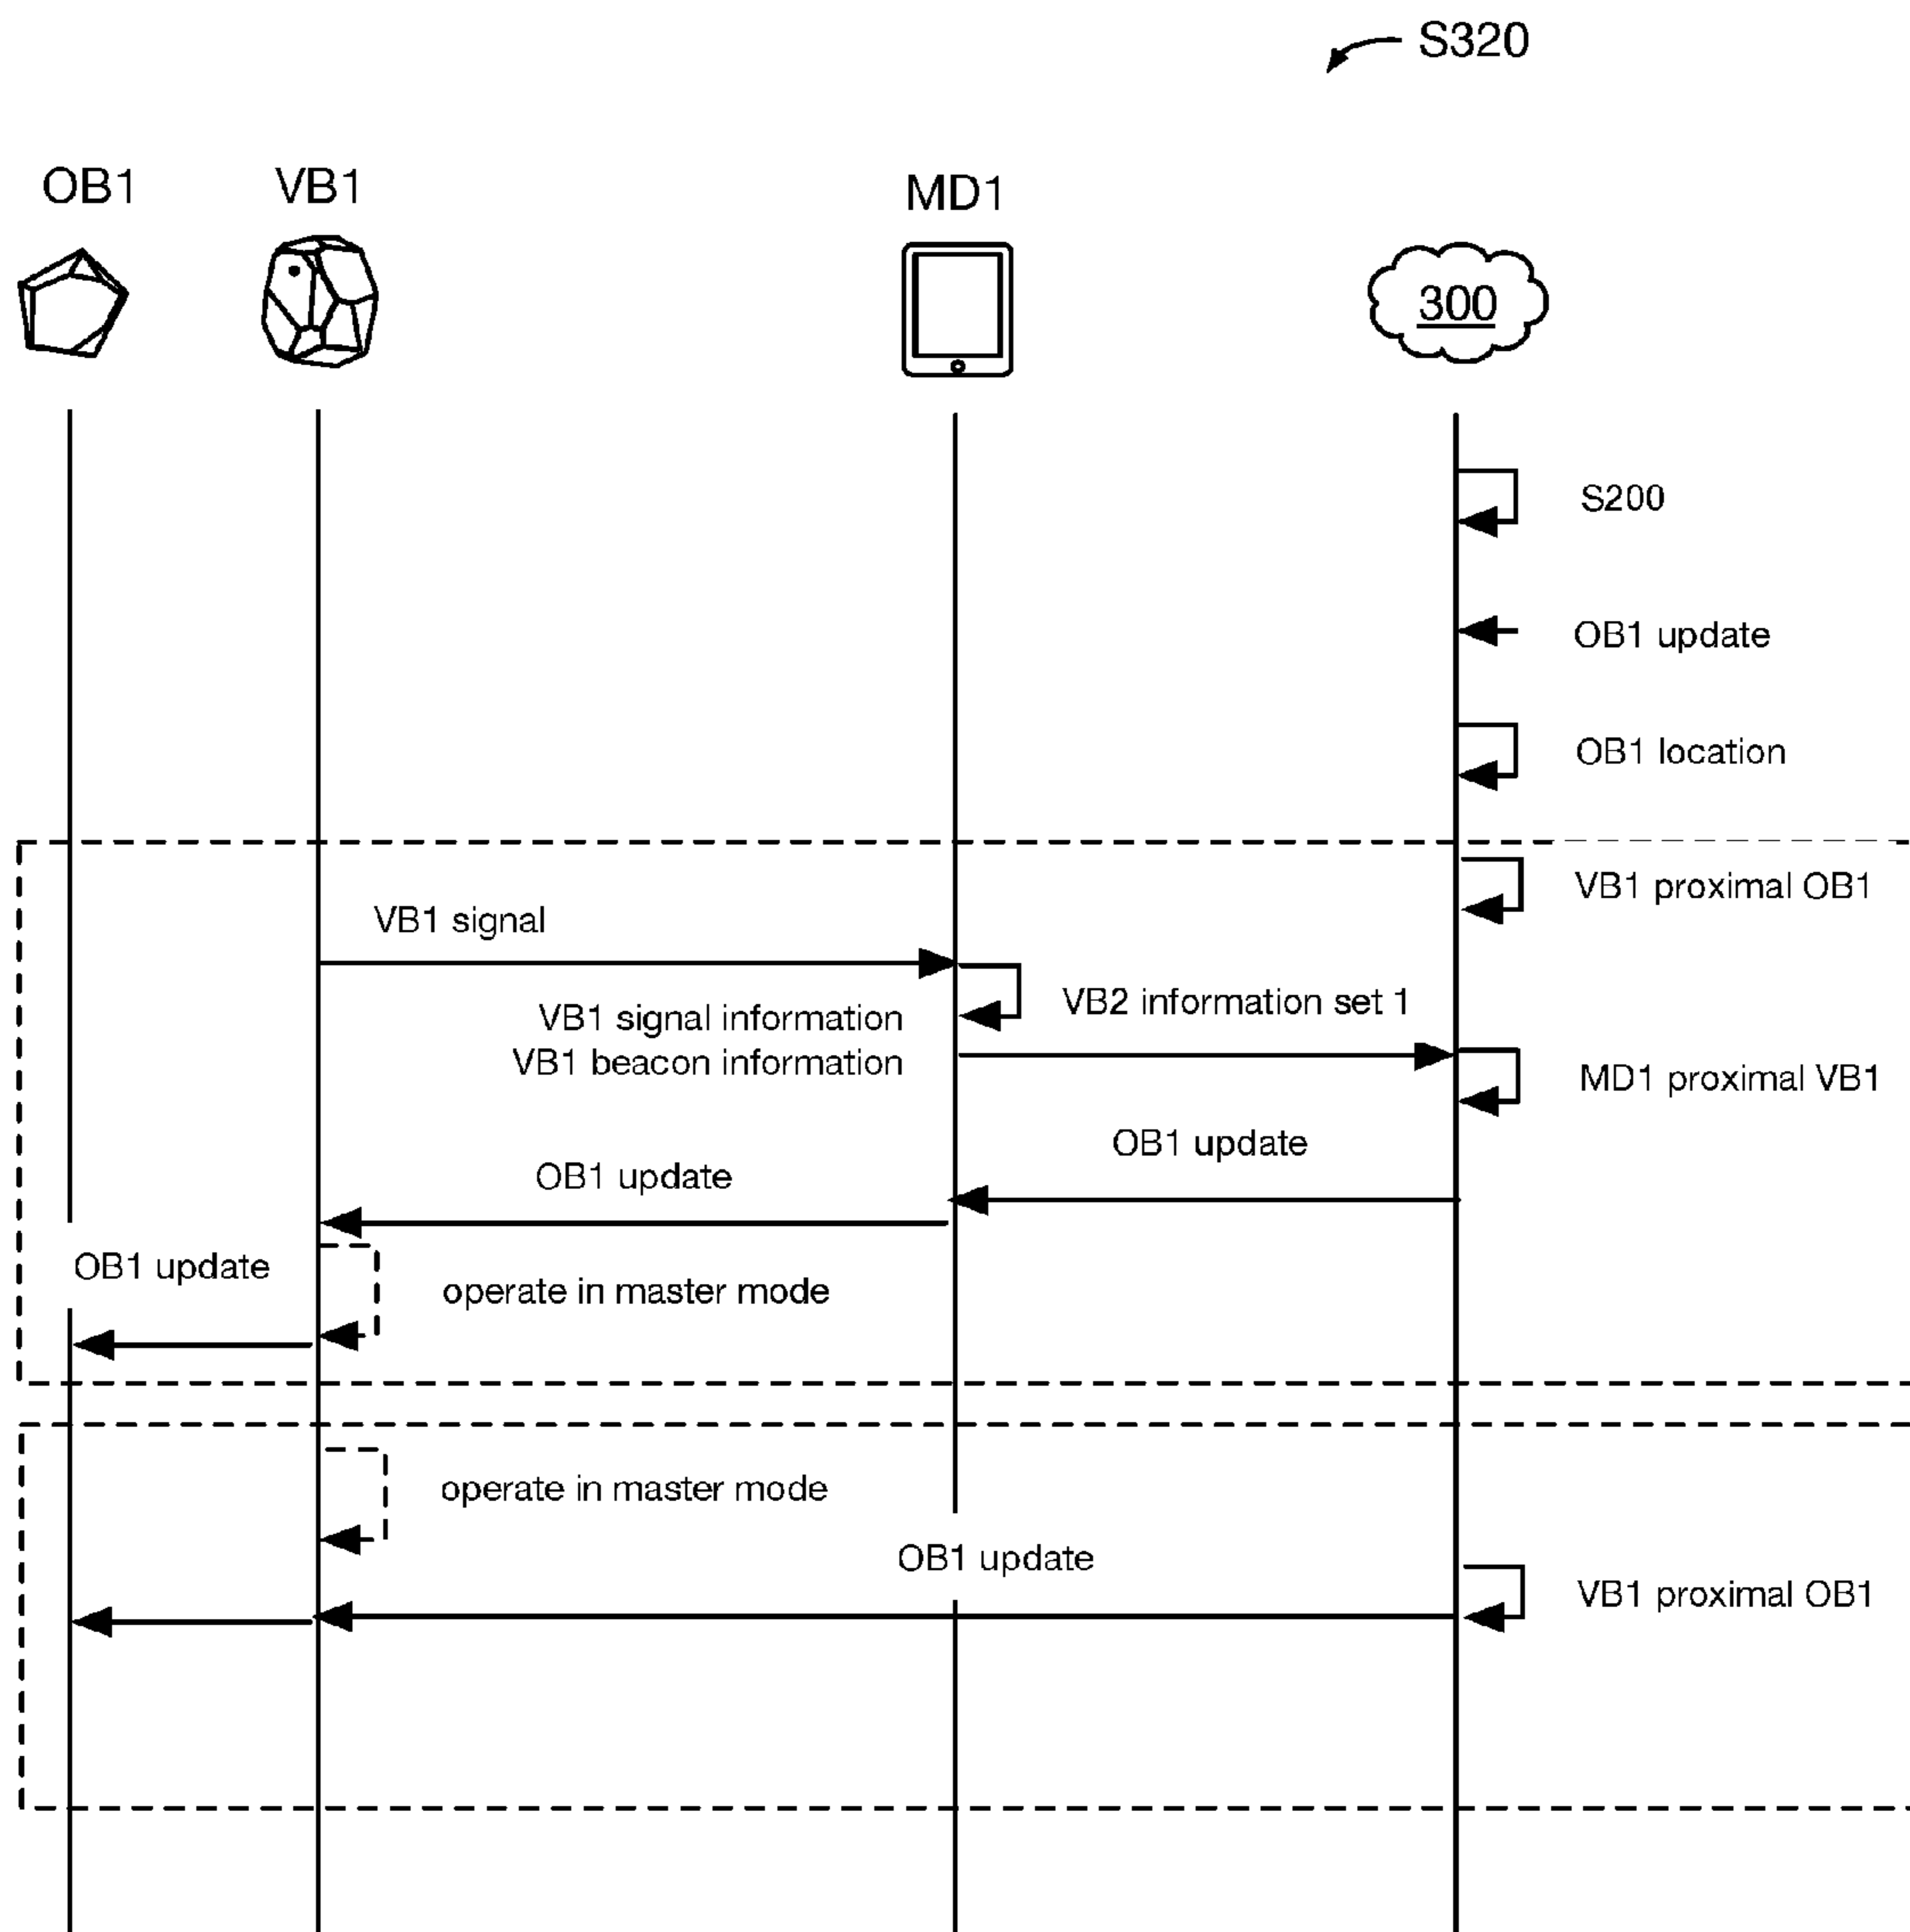 S320
OB1
VB1
MD1
300
S200
OB1 update
OB1 location
VB1 proximal OB1
VB1 signal
VB2 information set 1
VB1 signal information
VB1 beacon information
MD1 proximal VB1
OB1 update
OB1 update
OB1 update
operate in master mode
operate in master mode
OB1 update
VB1 proximal OB1